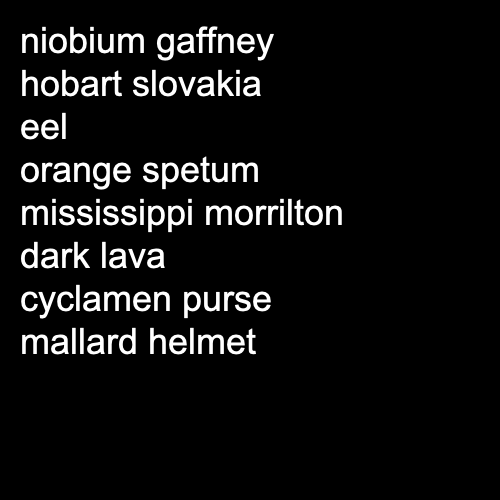 niobium gaffney
hobart slovakia
eel
orange spetum
mississippi morrilton
dark lava
cyclamen purse
mallard helmet